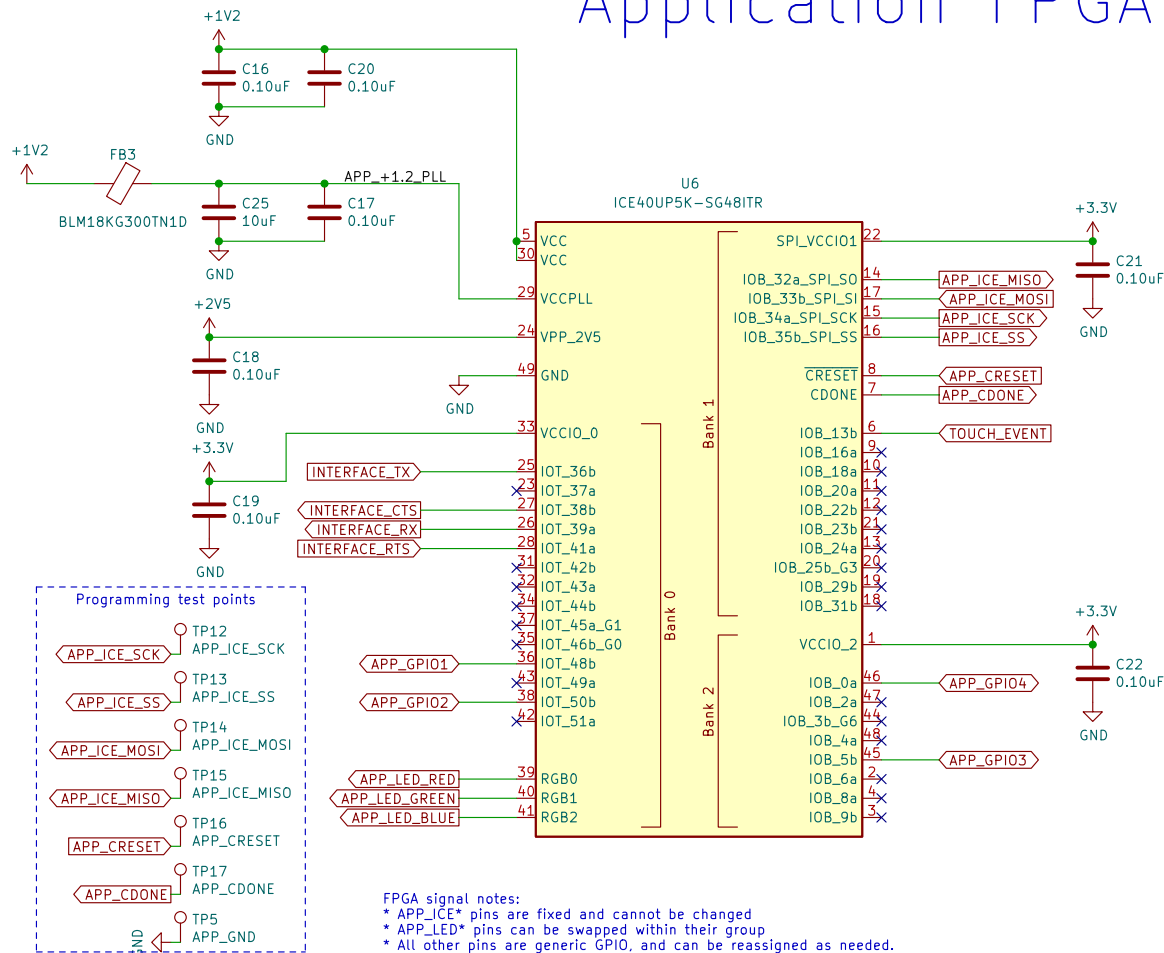 Application FPGA
+1V2
C16
0.10uF
C20
0.10uF
GND
+1V2
FB3
BLM18KG300TN1D
APP_+1.2_PLL
C25
10uF
C17
0.10uF
GND
+2V5
C18
0.10uF
GND
GND
+3.3V
C19
0.10uF
GND
U6
ICE40UP5K-SG48ITR
5 VCC
30 VCC
29 VCCPLL
24 VPP_2V5
49 GND
33 VCCIO_0
INTERFACE_TX 25 IOT_36b
23 IOT_37a
INTERFACE_CTS 27 IOT_38b
INTERFACE_RX 26 IOT_39a
INTERFACE_RTS 28 IOT_41a
31 IOT_42b
32 IOT_43a
34 IOT_44b
37 IOT_45a_G1
35 IOT_46b_G0
APP_GPIO1 36 IOT_48b
43 IOT_49a
APP_GPIO2 38 IOT_50b
42 IOT_51a
APP_LED_RED 39 RGB0
APP_LED_GREEN 40 RGB1
APP_LED_BLUE 41 RGB2
Bank 0
Bank 1
Bank 2
SPI_VCCIO1 22
IOB_32a_SPI_SO 14 APP_ICE_MISO
IOB_33b_SPI_SI 17 APP_ICE_MOSI
IOB_34a_SPI_SCK 15 APP_ICE_SCK
IOB_35b_SPI_SS 16 APP_ICE_SS
CRESET 8 APP_CRESET
CDONE 7 APP_CDONE
IOB_13b 6 TOUCH_EVENT
IOB_16a 9
IOB_18a 10
IOB_20a 11
IOB_22b 12
IOB_23b 21
IOB_24a 13
IOB_25b_G3 20
IOB_29b 19
IOB_31b 18
VCCIO_2 1
IOB_0a 46 APP_GPIO4
IOB_2a 47
IOB_3b_G6 44
IOB_4a 48
IOB_5b 45 APP_GPIO3
IOB_6a 2
IOB_8a 4
IOB_9b 3
+3.3V
C21
0.10uF
GND
+3.3V
C22
0.10uF
GND
Programming test points
TP12
APP_ICE_SCK APP_ICE_SCK
TP13
APP_ICE_SS APP_ICE_SS
TP14
APP_ICE_MOSI APP_ICE_MOSI
TP15
APP_ICE_MISO APP_ICE_MISO
TP16
APP_CRESET APP_CRESET
TP17
APP_CDONE APP_CDONE
TP5
GND APP_GND
FPGA signal notes:
* APP_ICE* pins are fixed and cannot be changed
* APP_LED* pins can be swapped within their group
* All other pins are generic GPIO, and can be reassigned as needed.